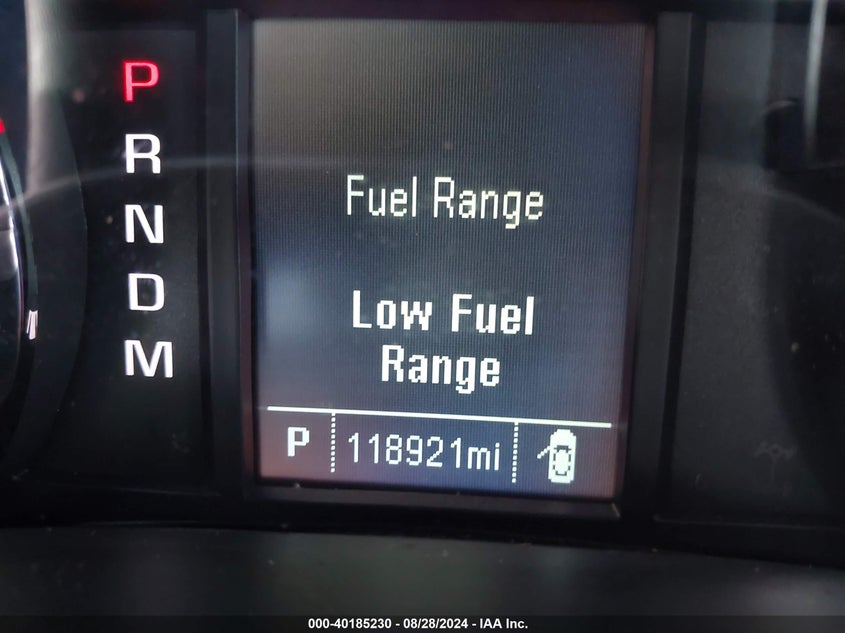 P
R
N
D
M
Fuel Range
Low Fuel
Range
P 118921mi
000-40185230 - 08/28/2024 - IAA Inc.